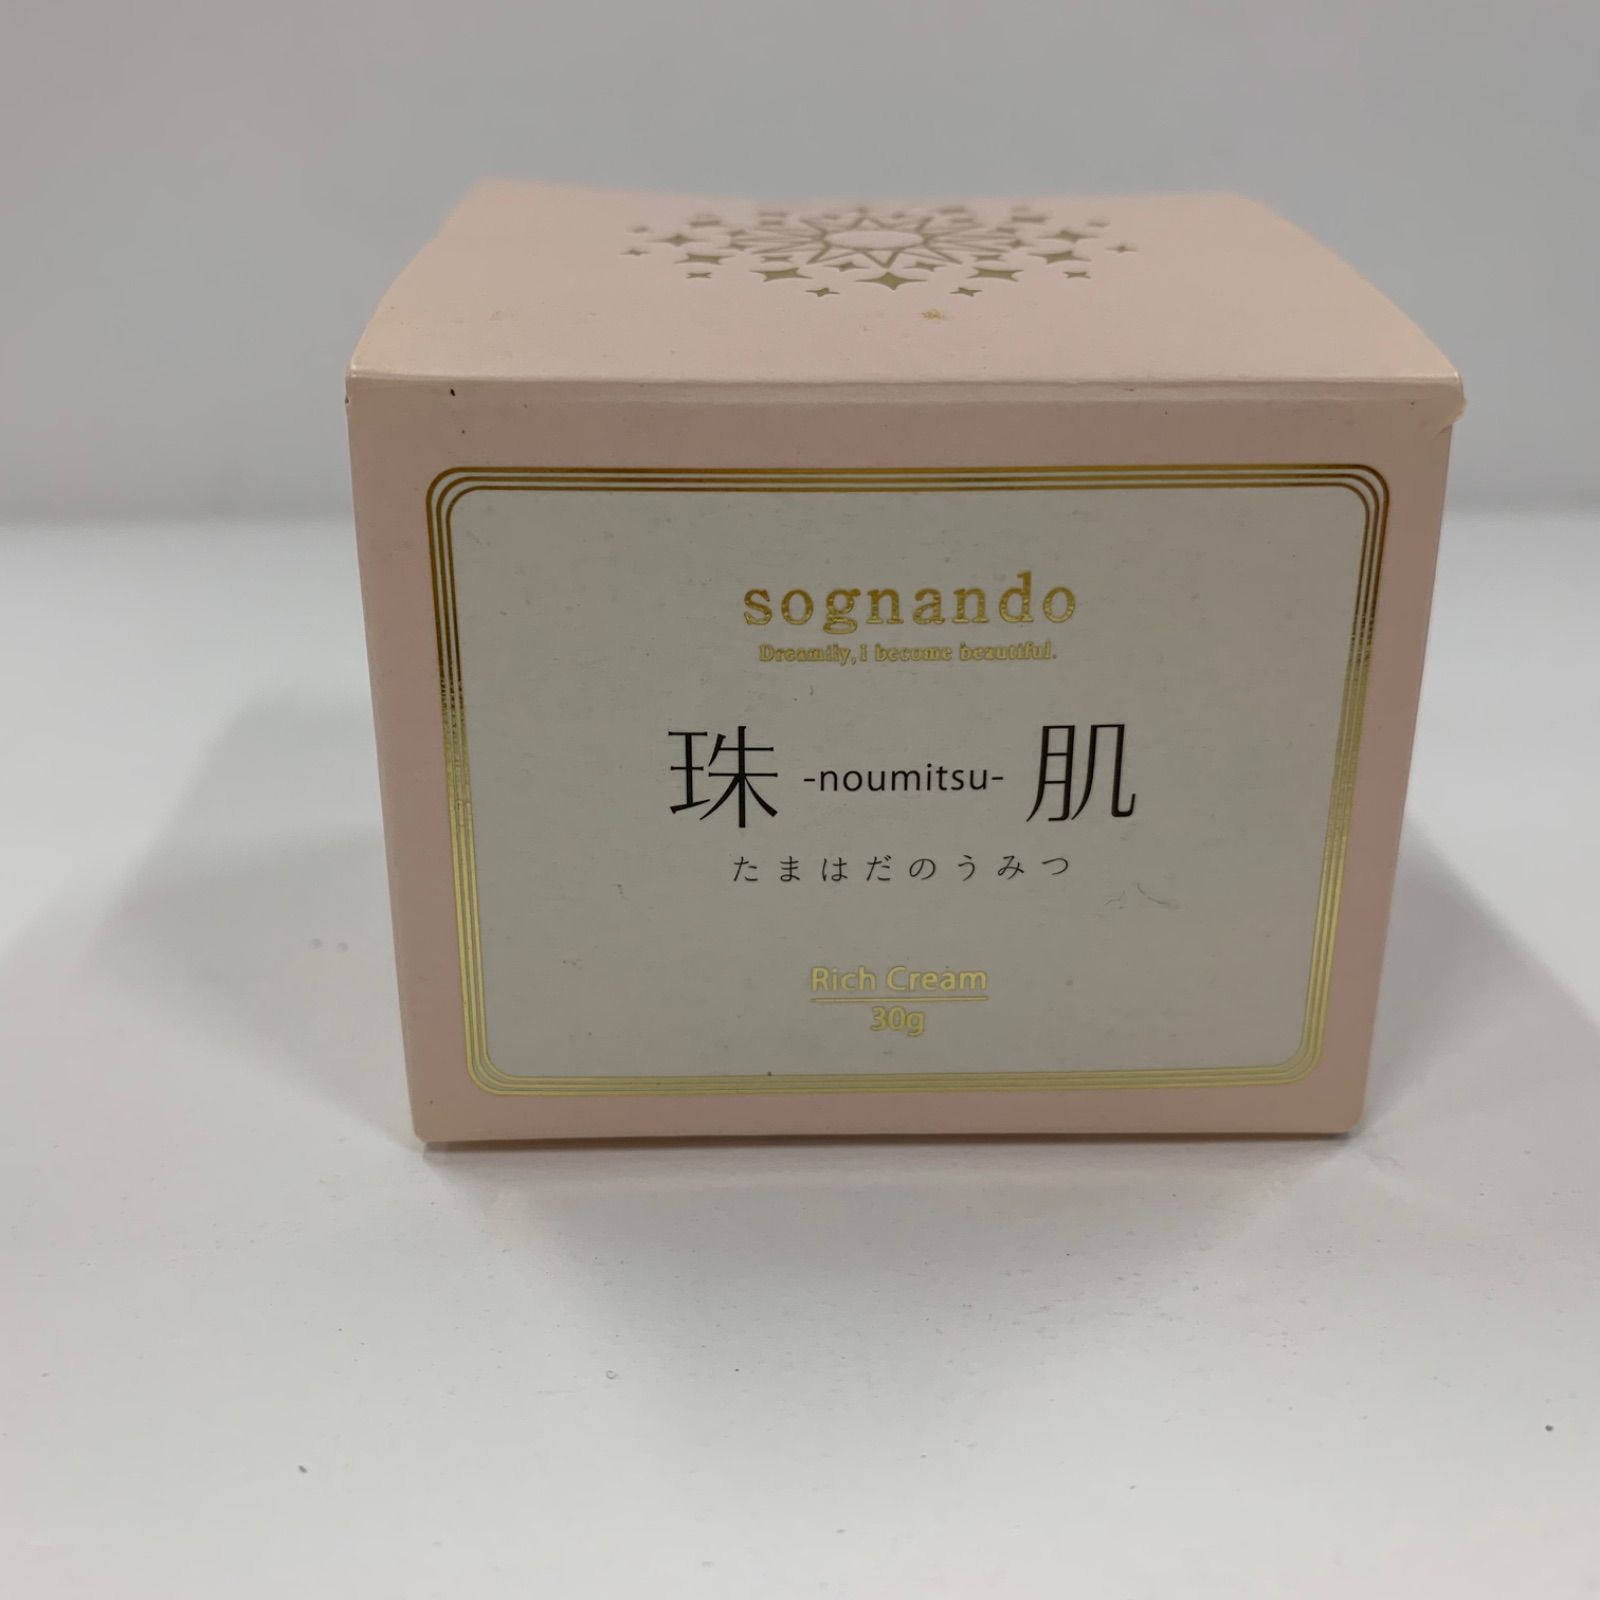 sognando
Dreamily, I become beautiful.
珠 -noumitsu- 肌
たまはだのうみつ
Rich Cream
30g